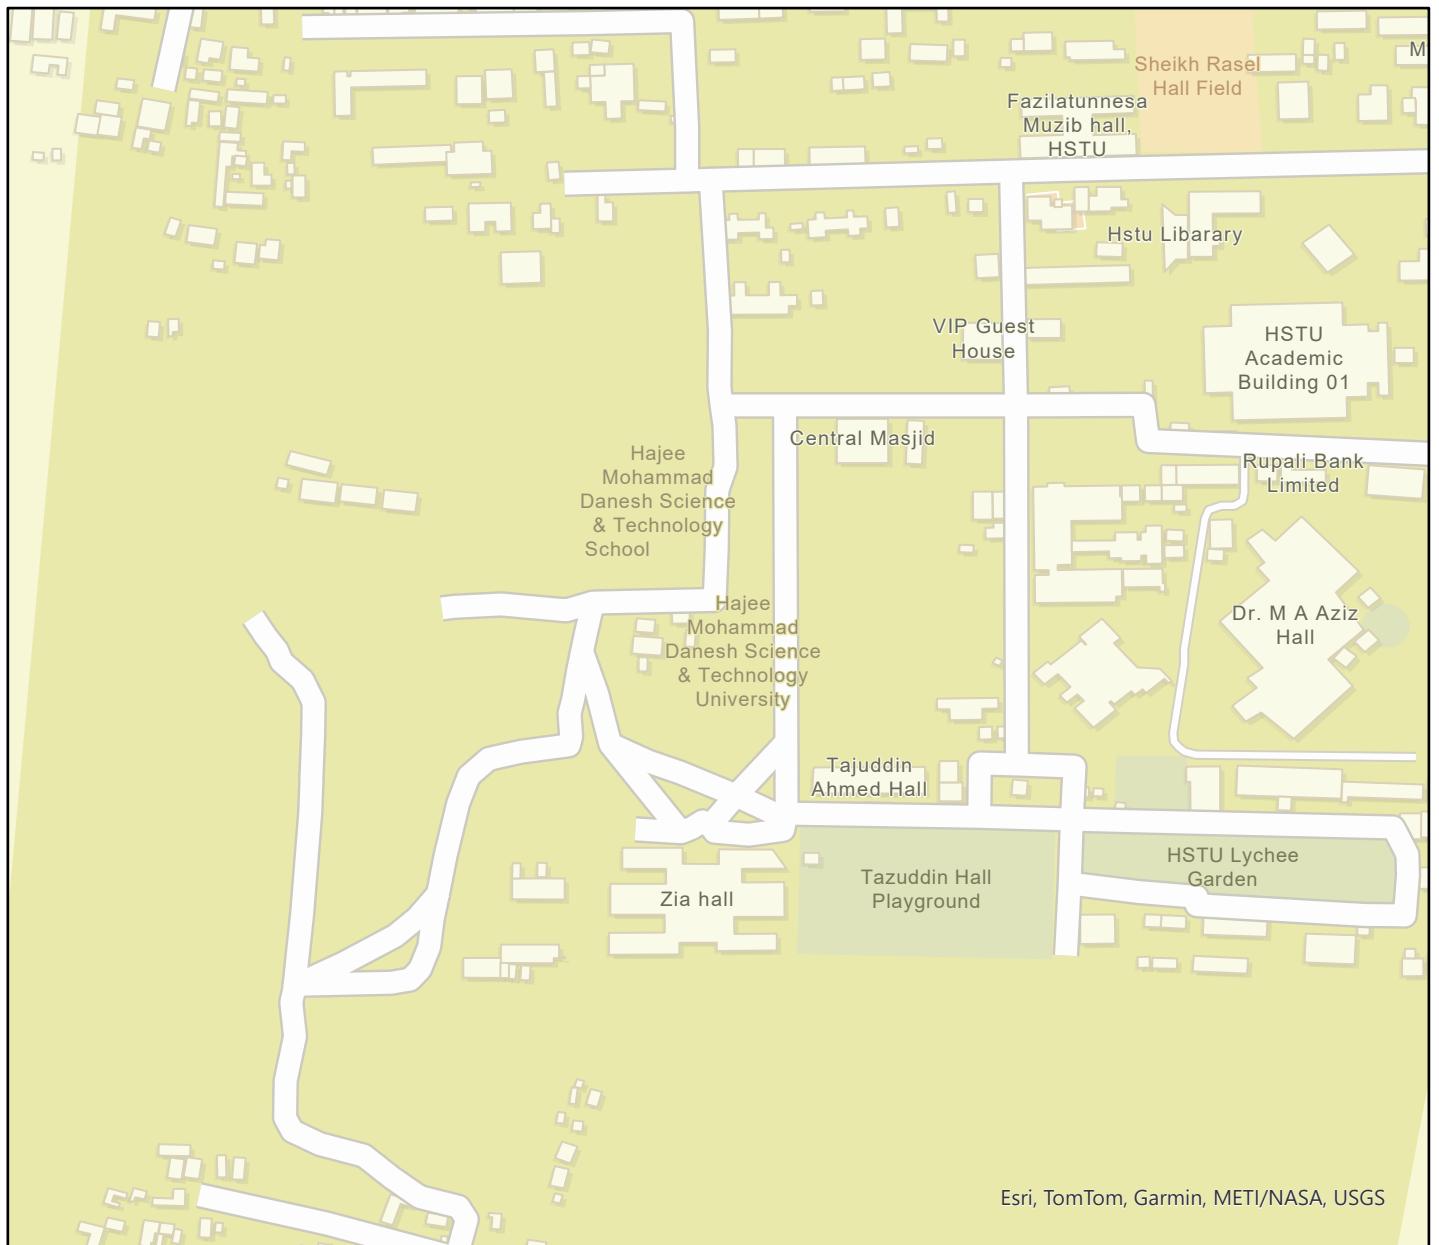 M
Sheikh Rasel
Hall Field
Fazilatunnesa
Muzib hall,
HSTU
Hstu Libarary
VIP Guest
House
HSTU
Academic
Building 01
Central Masjid
Hajee
Mohammad
Danesh Science
& Technology
School
Rupali Bank
Limited
Hajee
Mohammad
Danesh Science
& Technology
University
Dr. M A Aziz
Hall
Tajuddin
Ahmed Hall
HSTU Lychee
Garden
Tazuddin Hall
Playground
Zia hall
Esri, TomTom, Garmin, METI/NASA, USGS